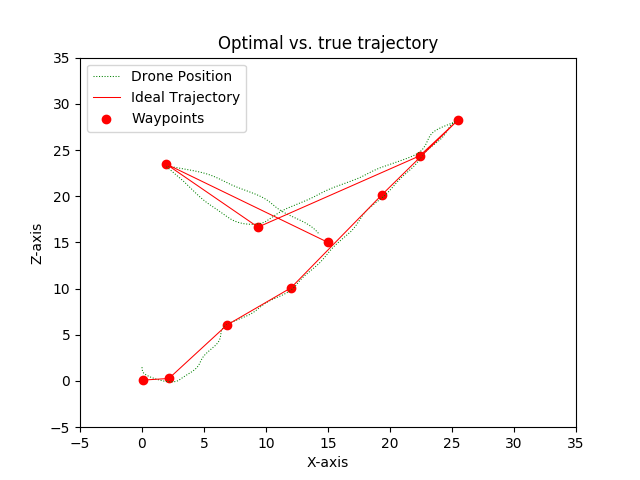 Optimal vs. true trajectory
Drone Position
Ideal Trajectory
Waypoints
35
30
25
20
15
10
5
0
−5
Z-axis
−5 0 5 10 15 20 25 30 35
X-axis